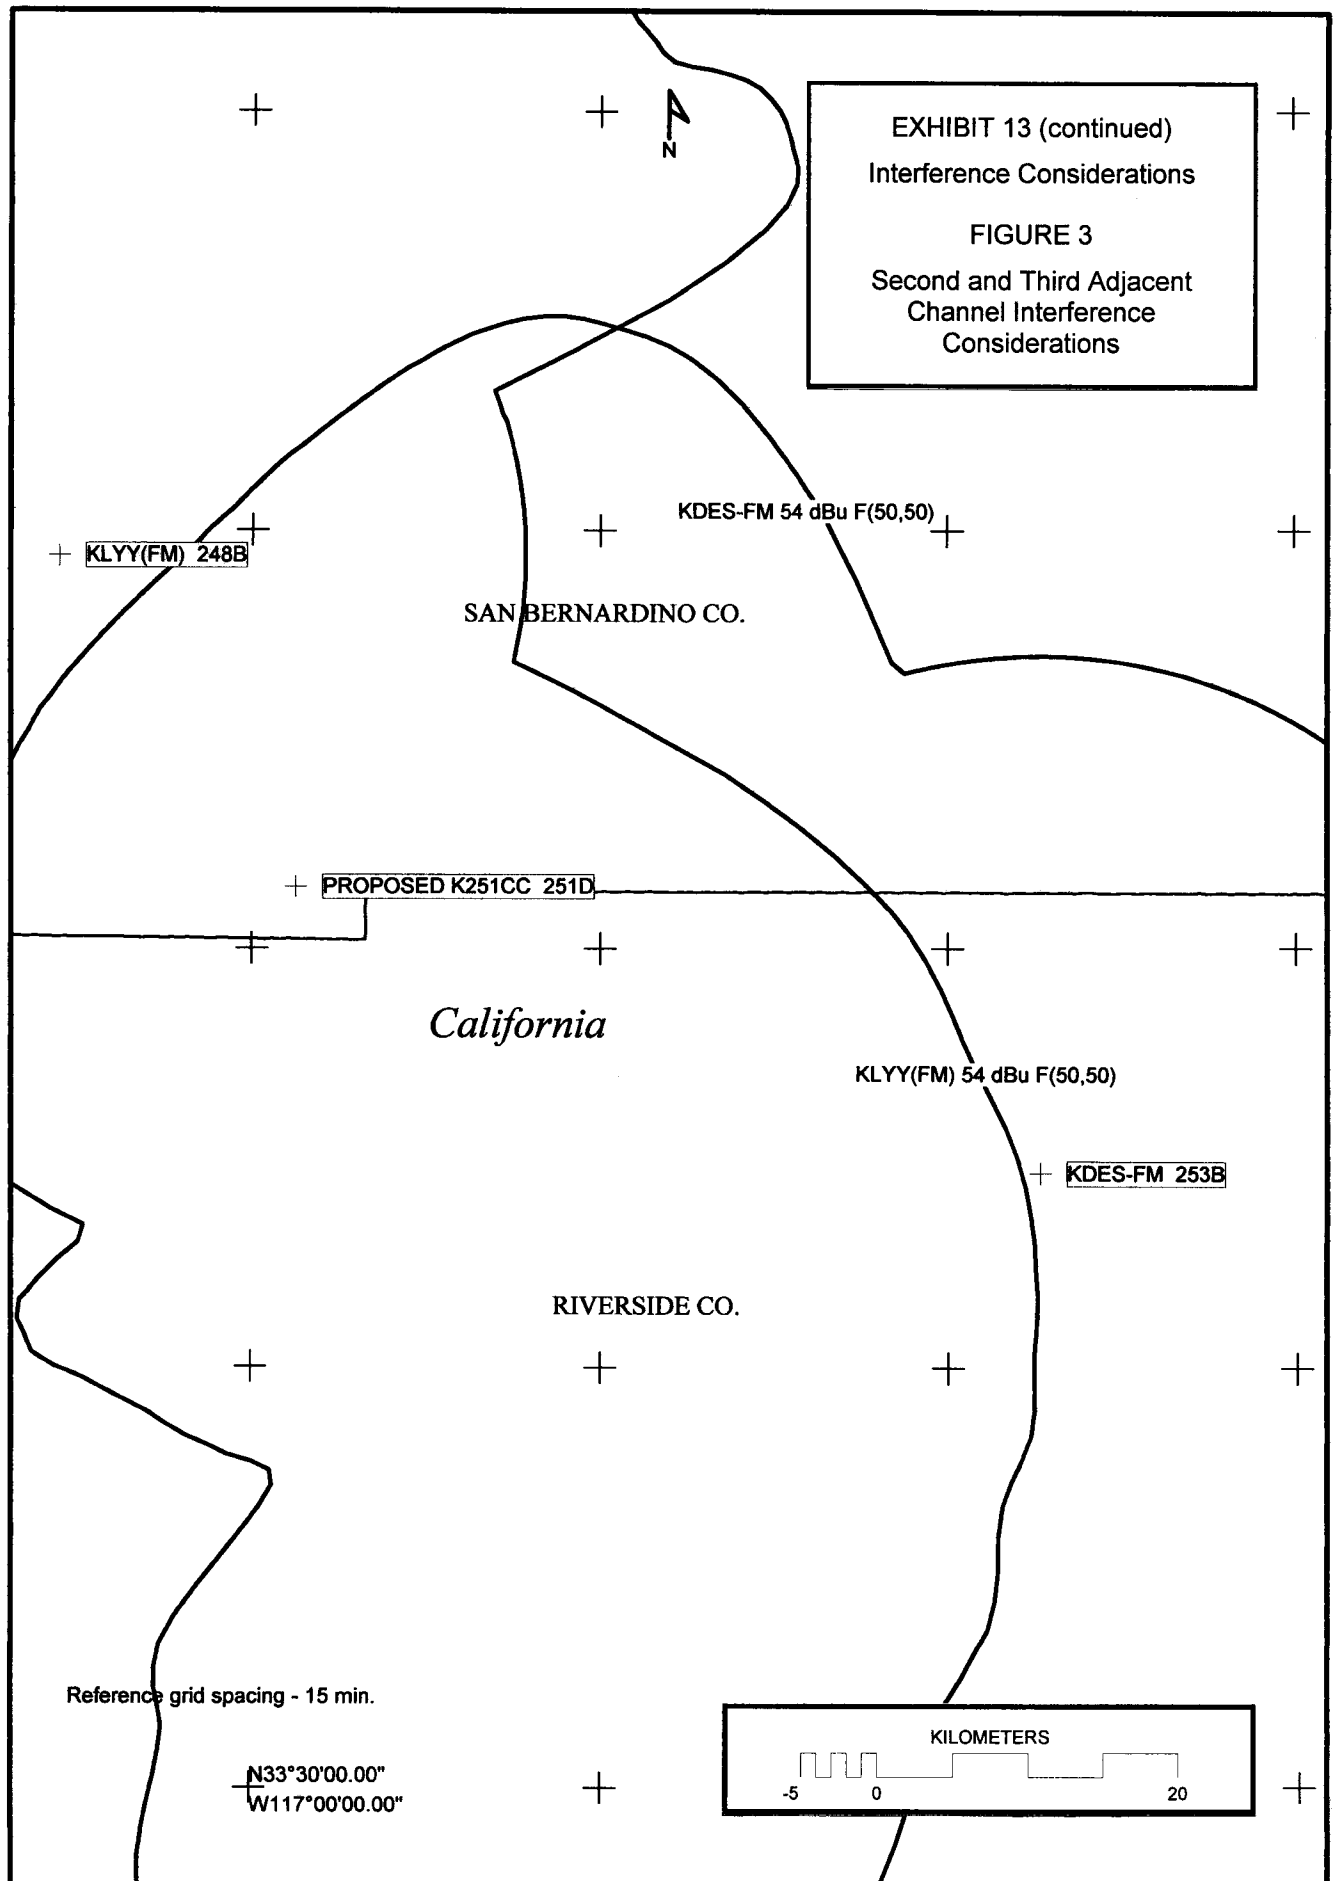 EXHIBIT 13 (continued)
Interference Considerations
FIGURE 3
Second and Third Adjacent
Channel Interference
Considerations
N
KDES-FM 54 dBu F(50,50)
KLYY(FM) 248B
SAN BERNARDINO CO.
PROPOSED K251CC 251D
California
KLYY(FM) 54 dBu F(50,50)
KDES-FM 253B
RIVERSIDE CO.
Reference grid spacing - 15 min.
N33°30'00.00"
W117°00'00.00"
KILOMETERS
-5 0 20